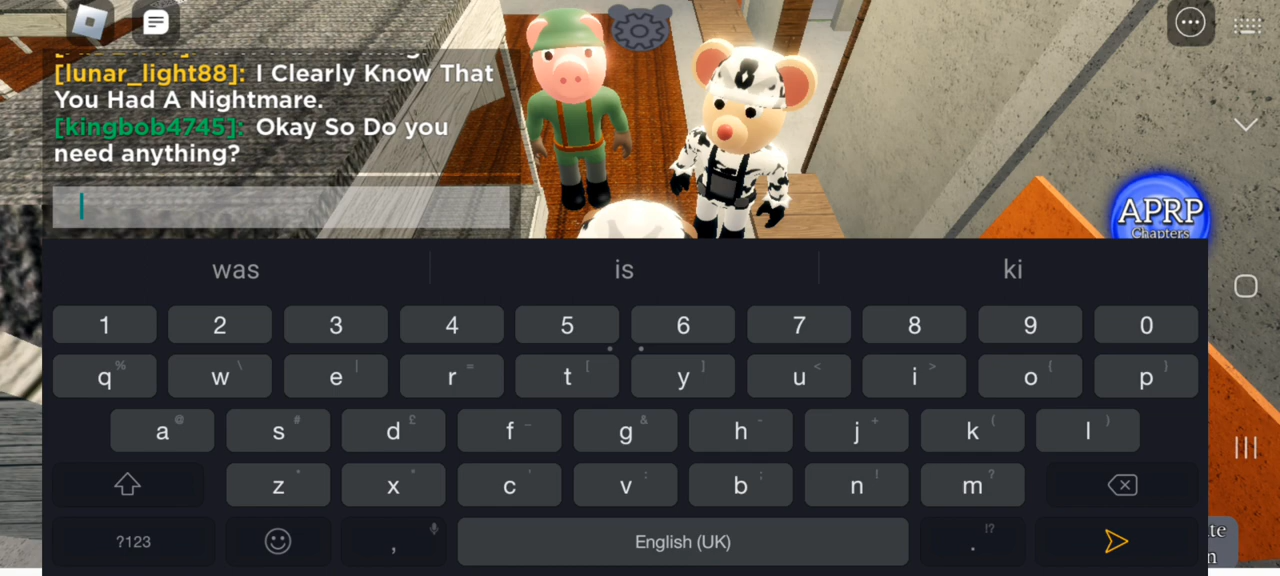 [lunar_light88]: I Clearly Know That
You Had A Nightmare.
[kingbob4745]: Okay So Do you
need anything?
APRP
Chapters
was is ki
1 2 3 4 5 6 7 8 9 0
% \ | = [ ] < > { }
q w e r t y u i o p
@ # £ _ & - + ( )
a s d f g h j k l
* " ' : ; ! ?
z x c v b n m
?123 , English (UK) . !?
te
n